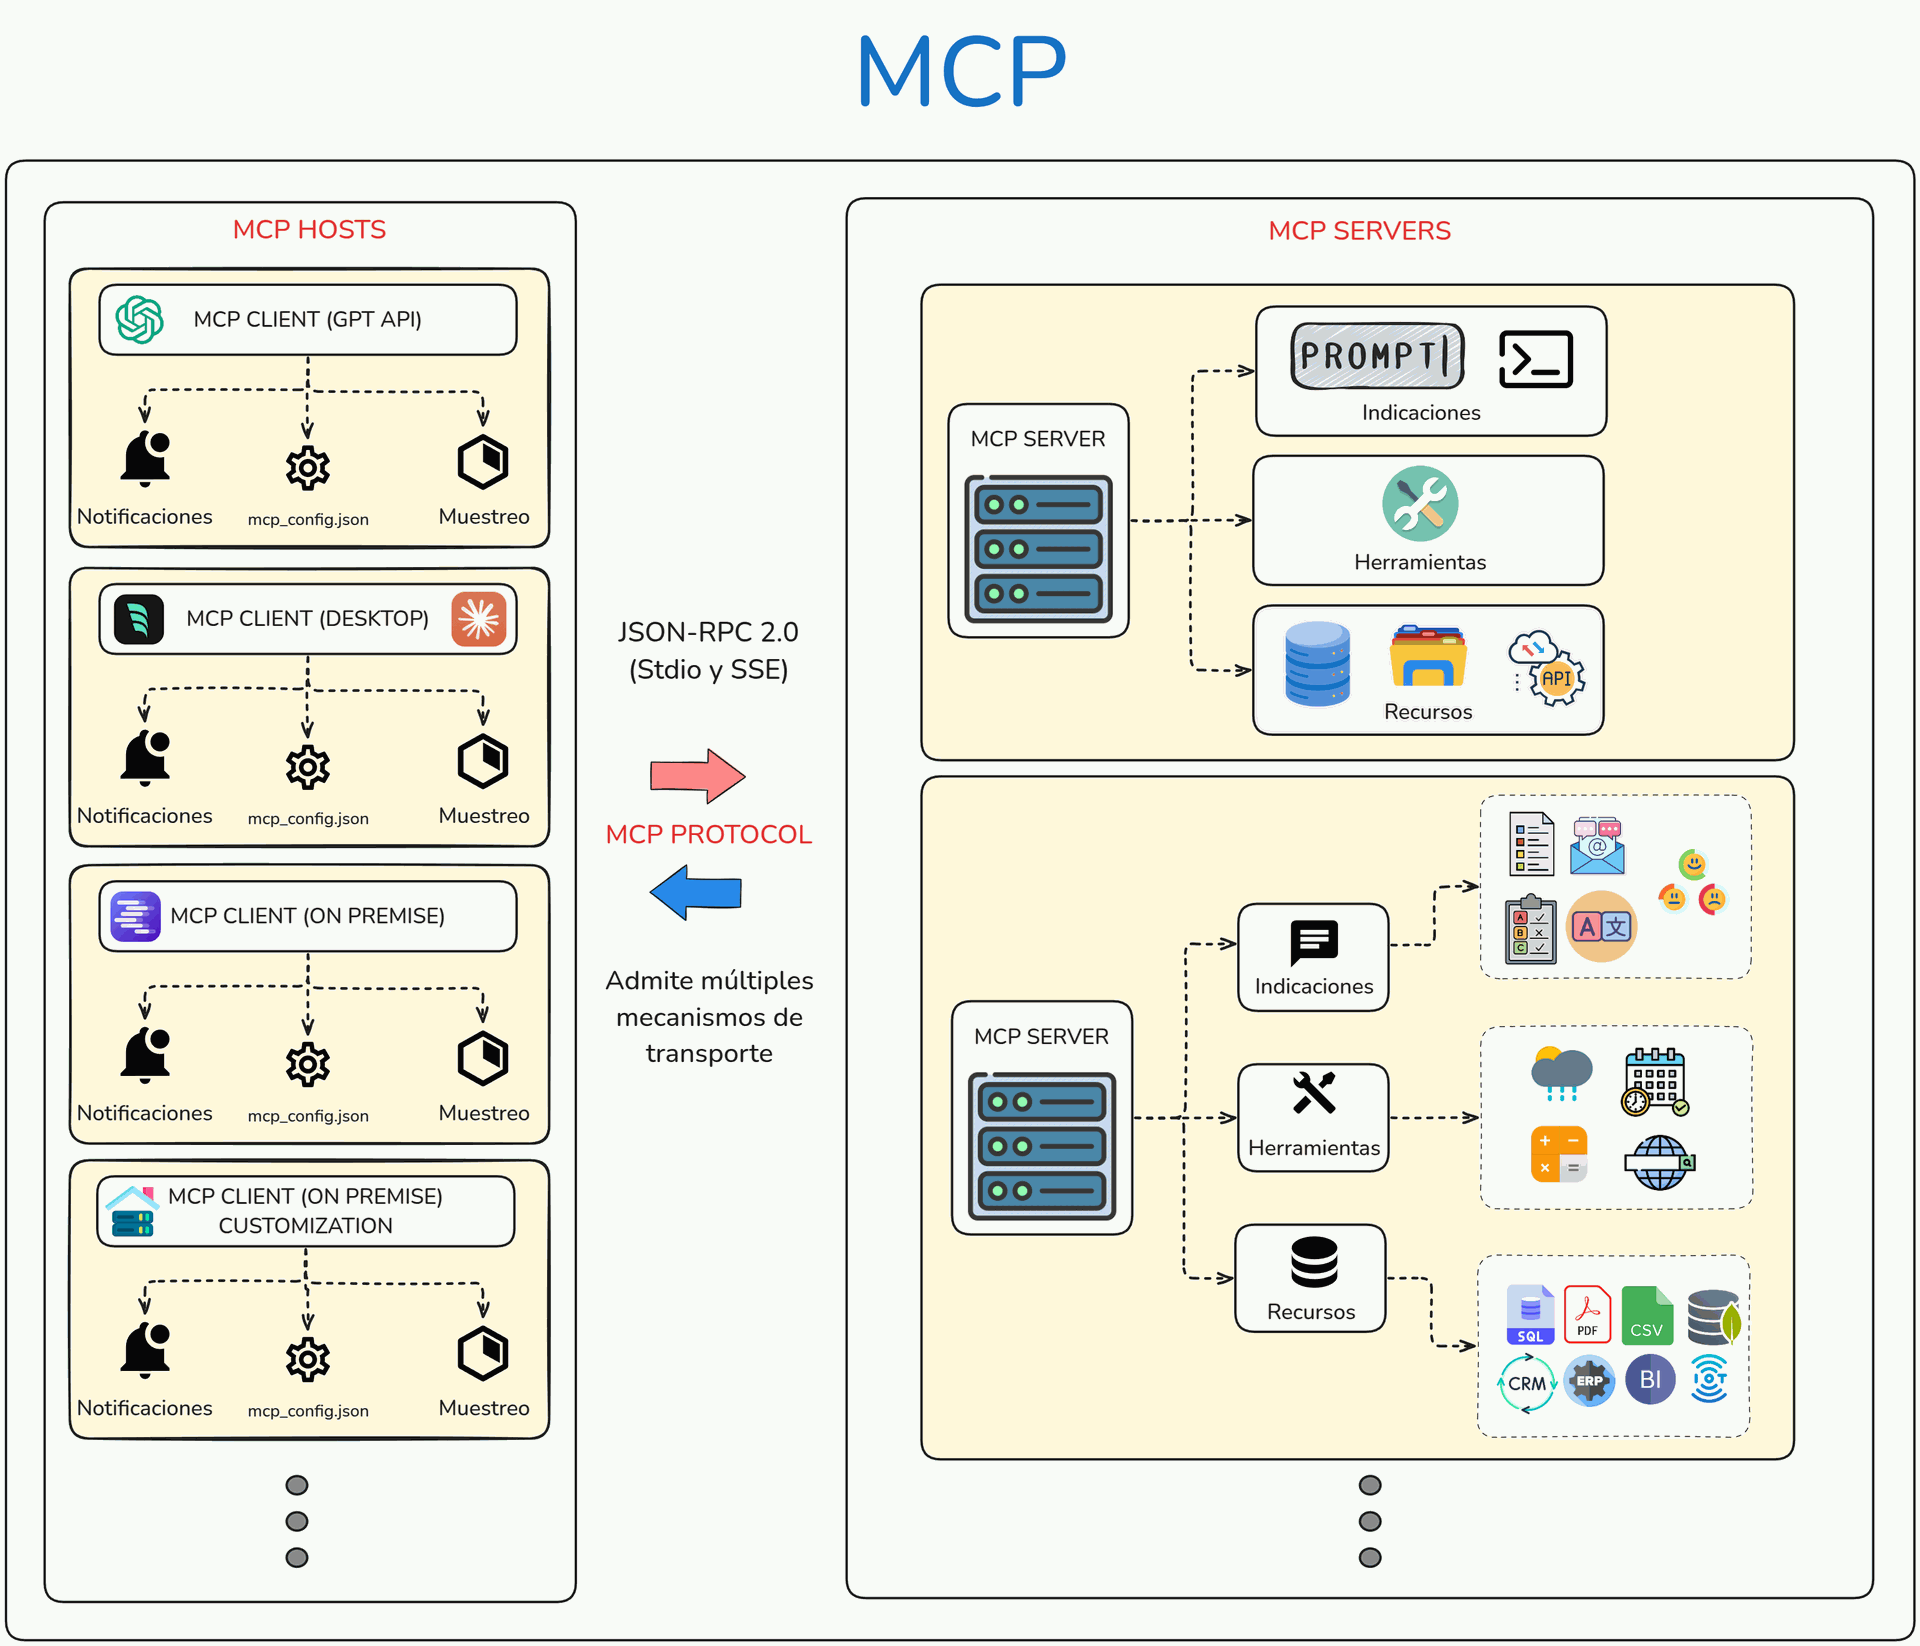 MCP
MCP HOSTS
MCP CLIENT (GPT API)
Notificaciones
mcp_config.json
Muestreo
MCP CLIENT (DESKTOP)
Notificaciones
mcp_config.json
Muestreo
MCP CLIENT (ON PREMISE)
Notificaciones
mcp_config.json
Muestreo
MCP CLIENT (ON PREMISE)
CUSTOMIZATION
Notificaciones
mcp_config.json
Muestreo
JSON-RPC 2.0
(Stdio y SSE)
MCP PROTOCOL
Admite múltiples
mecanismos de
transporte
MCP SERVERS
MCP SERVER
PROMPT
Indicaciones
Herramientas
API
Recursos
MCP SERVER
Indicaciones
@
A
B
C
A 文
Herramientas
+ −
× =
Recursos
SQL
PDF
CSV
CRM
ERP
BI
IOT